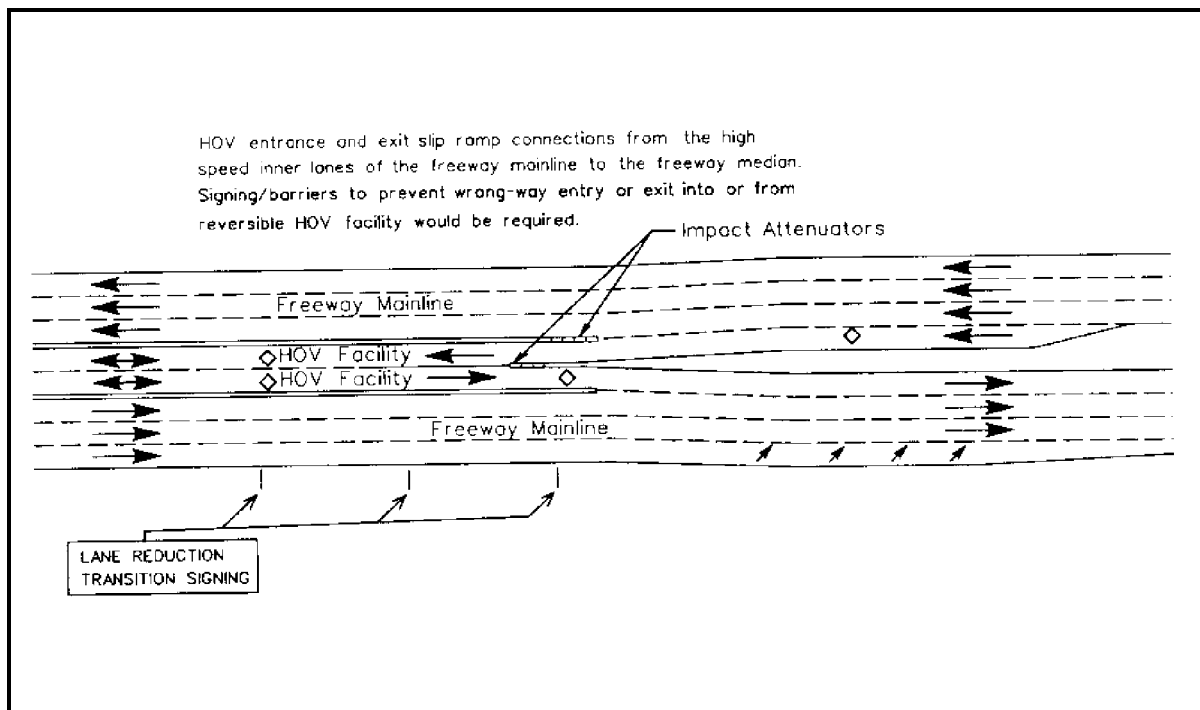 HOV entrance and exit slip ramp connections from the high
speed inner lanes of the freeway mainline to the freeway median.
Signing/barriers to prevent wrong-way entry or exit into or from
reversible HOV facility would be required.
Impact Attenuators
Freeway Mainline
HOV Facility
HOV Facility
Freeway Mainline
LANE REDUCTION
TRANSITION SIGNING